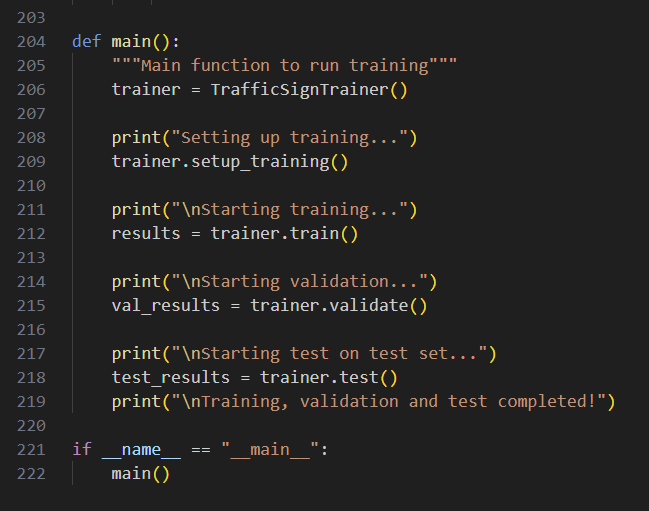 203
204 def main():
205     """Main function to run training"""
206     trainer = TrafficSignTrainer()
207
208     print("Setting up training...")
209     trainer.setup_training()
210
211     print("\nStarting training...")
212     results = trainer.train()
213
214     print("\nStarting validation...")
215     val_results = trainer.validate()
216
217     print("\nStarting test on test set...")
218     test_results = trainer.test()
219     print("\nTraining, validation and test completed!")
220
221 if __name__ == "__main__":
222     main()